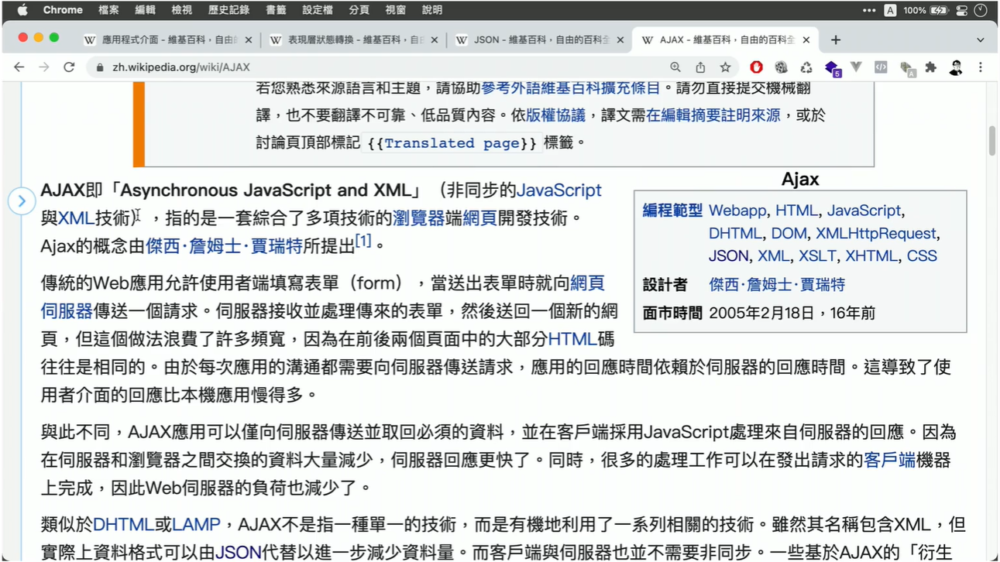 Chrome 檔案 編輯 檢視 歷史記錄 書籤 設定檔 分頁 視窗 說明 ••• A 100%
W 應用程式介面 - 維基百科，自由 × W 表現層狀態轉換 - 維基百科，自 × W JSON - 維基百科，自由的百科全 × W AJAX - 維基百科，自由的百科全 × +
zh.wikipedia.org/wiki/AJAX 5 A
若您熟悉來源語言和主題，請協助參考外語維基百科擴充條目。請勿直接提交機械翻
譯，也不要翻譯不可靠、低品質內容。依版權協議，譯文需在編輯摘要註明來源，或於
討論頁頂部標記{{Translated page}}標籤。
AJAX即「Asynchronous JavaScript and XML」（非同步的JavaScript
與XML技術），指的是一套綜合了多項技術的瀏覽器端網頁開發技術。
Ajax的概念由傑西·詹姆士·賈瑞特所提出[1]。
Ajax
編程範型 Webapp, HTML, JavaScript,
DHTML, DOM, XMLHttpRequest,
JSON, XML, XSLT, XHTML, CSS
設計者 傑西·詹姆士·賈瑞特
面市時間 2005年2月18日，16年前
傳統的Web應用允許使用者端填寫表單（form），當送出表單時就向網頁
伺服器傳送一個請求。伺服器接收並處理傳來的表單，然後送回一個新的網
頁，但這個做法浪費了許多頻寬，因為在前後兩個頁面中的大部分HTML碼
往往是相同的。由於每次應用的溝通都需要向伺服器傳送請求，應用的回應時間依賴於伺服器的回應時間。這導致了使
用者介面的回應比本機應用慢得多。
與此不同，AJAX應用可以僅向伺服器傳送並取回必須的資料，並在客戶端採用JavaScript處理來自伺服器的回應。因為
在伺服器和瀏覽器之間交換的資料大量減少，伺服器回應更快了。同時，很多的處理工作可以在發出請求的客戶端機器
上完成，因此Web伺服器的負荷也減少了。
類似於DHTML或LAMP，AJAX不是指一種單一的技術，而是有機地利用了一系列相關的技術。雖然其名稱包含XML，但
實際上資料格式可以由JSON代替以進一步減少資料量。而客戶端與伺服器也並不需要非同步。一些基於AJAX的「衍生